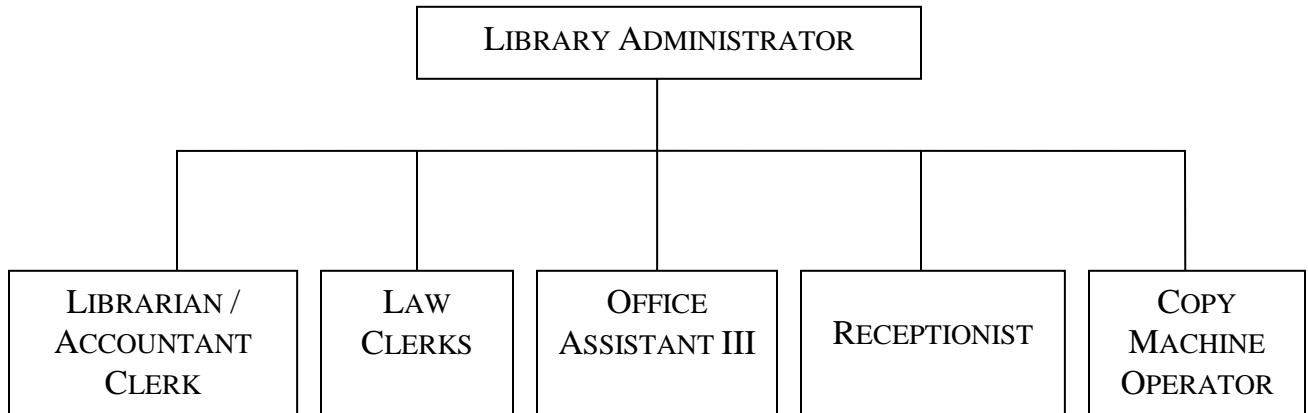 LIBRARY ADMINISTRATOR
LIBRARIAN /
ACCOUNTANT
CLERK
LAW
CLERKS
OFFICE
ASSISTANT III
RECEPTIONIST
COPY
MACHINE
OPERATOR